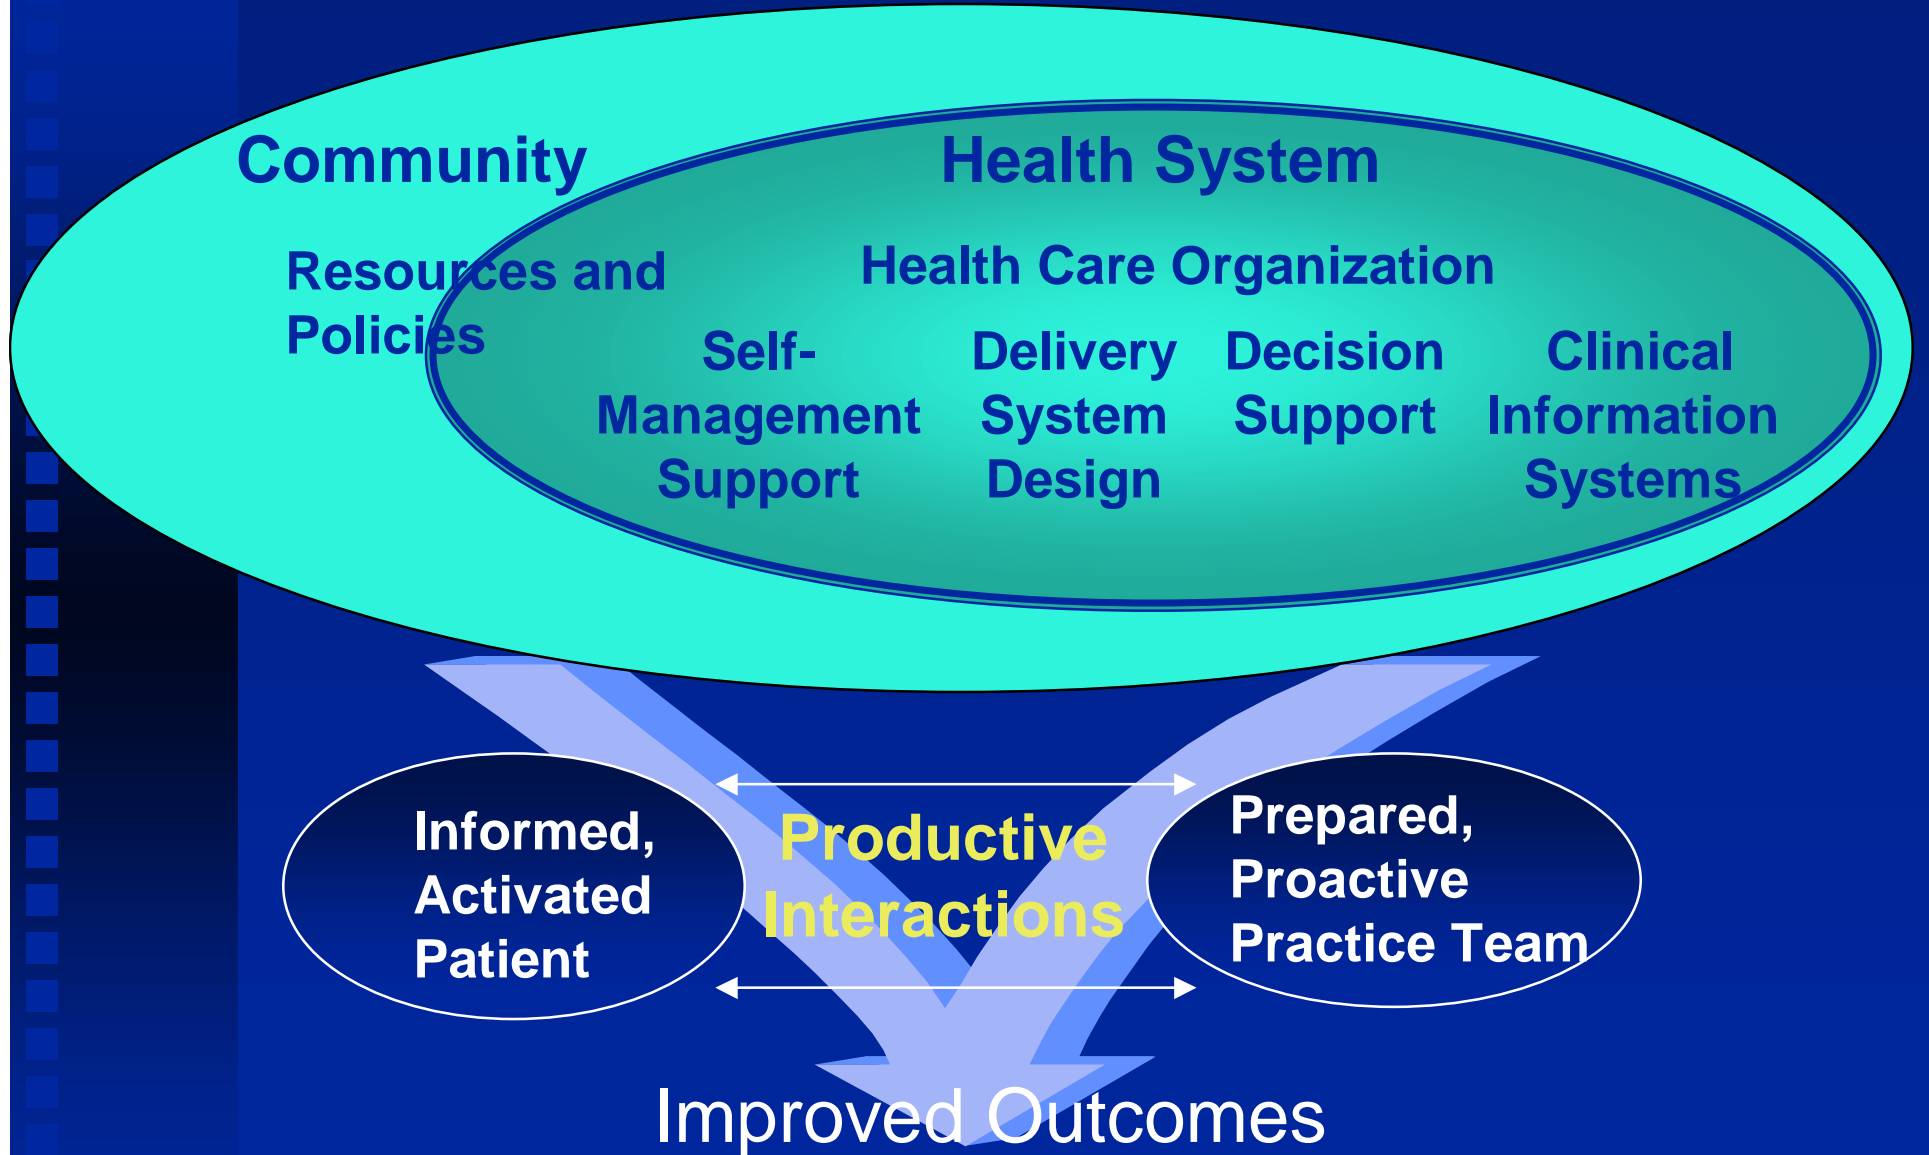 Community
Resources and
Policies
Health System
Health Care Organization
Self-
Management
Support
Delivery
System
Design
Decision
Support
Clinical
Information
Systems
Informed,
Activated
Patient
Productive
Interactions
Prepared,
Proactive
Practice Team
Improved Outcomes